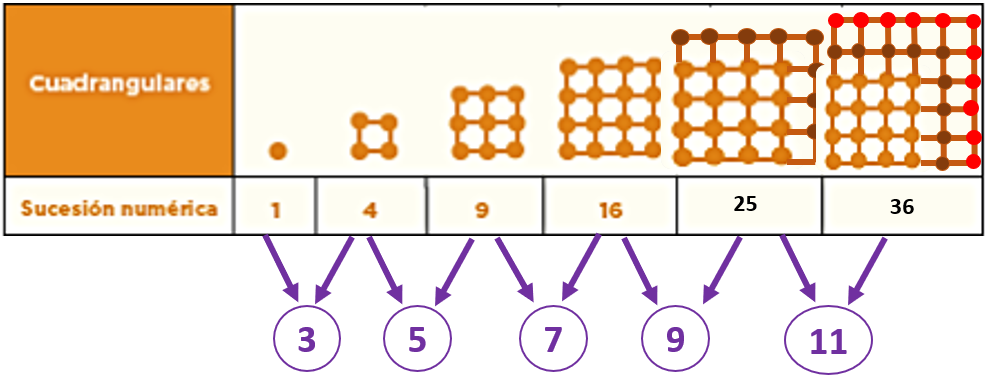 Cuadrangulares
Sucesión numérica 1 4 9 16 25 36
3 5 7 9 11